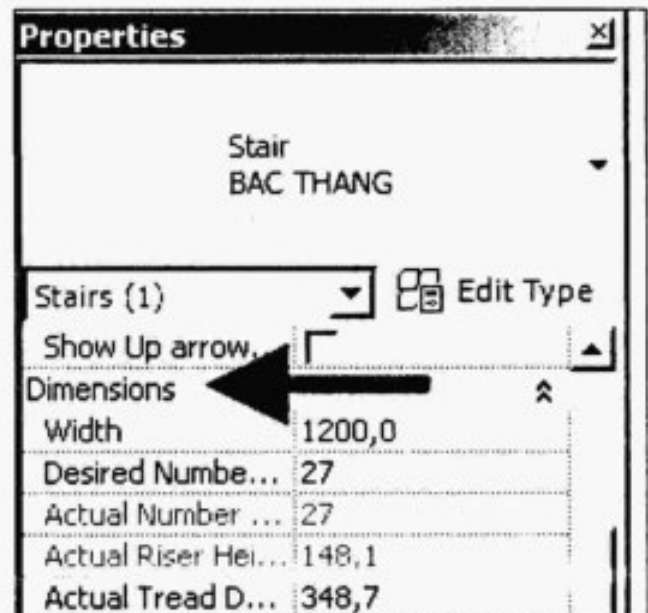 Properties
Stair
BAC THANG
Stairs (1)
Edit Type
Show Up arrow...
Dimensions
Width 1200,0
Desired Numbe... 27
Actual Number ... 27
Actual Riser Hei... 148,1
Actual Tread D... 348,7